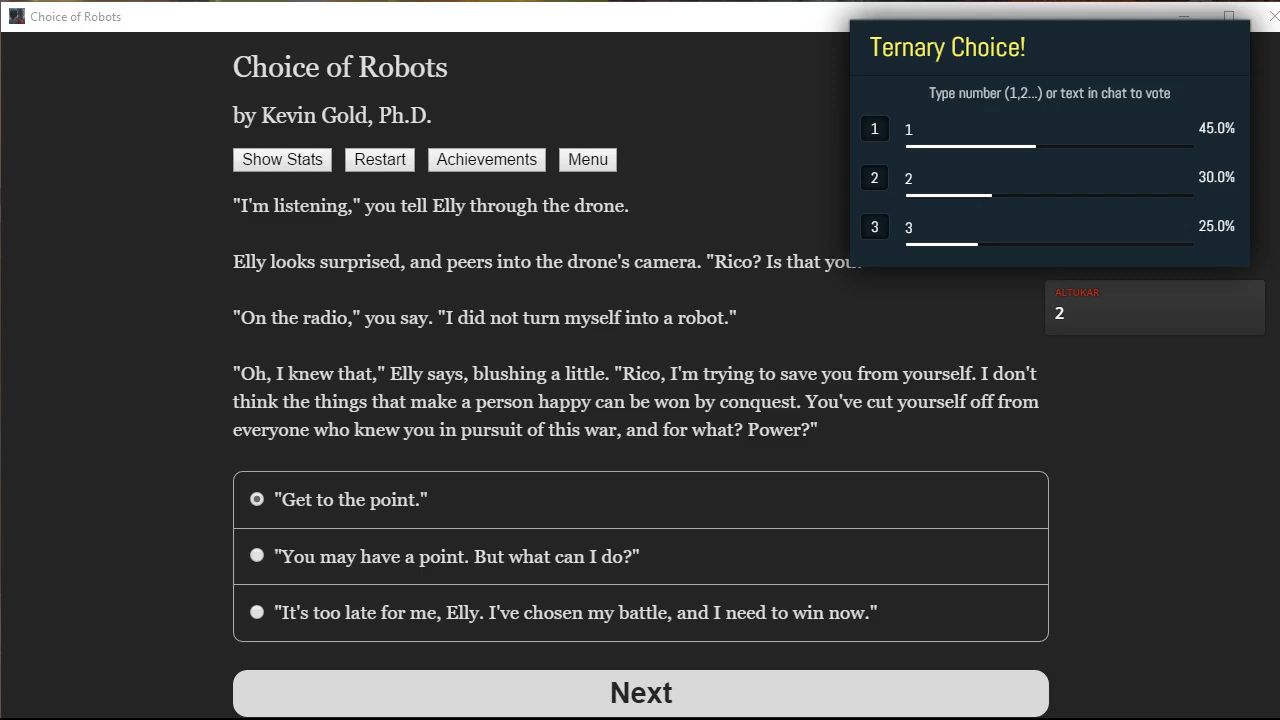 Choice of Robots
Choice of Robots
by Kevin Gold, Ph.D.
Show Stats Restart Achievements Menu
"I'm listening," you tell Elly through the drone.
Elly looks surprised, and peers into the drone's camera. "Rico? Is that you?
"On the radio," you say. "I did not turn myself into a robot."
"Oh, I knew that," Elly says, blushing a little. "Rico, I'm trying to save you from yourself. I don't
think the things that make a person happy can be won by conquest. You've cut yourself off from
everyone who knew you in pursuit of this war, and for what? Power?"
"Get to the point."
"You may have a point. But what can I do?"
"It's too late for me, Elly. I've chosen my battle, and I need to win now."
Next
Ternary Choice!
Type number (1,2...) or text in chat to vote
1 1 45.0%
2 2 30.0%
3 3 25.0%
ALTUKAR
2